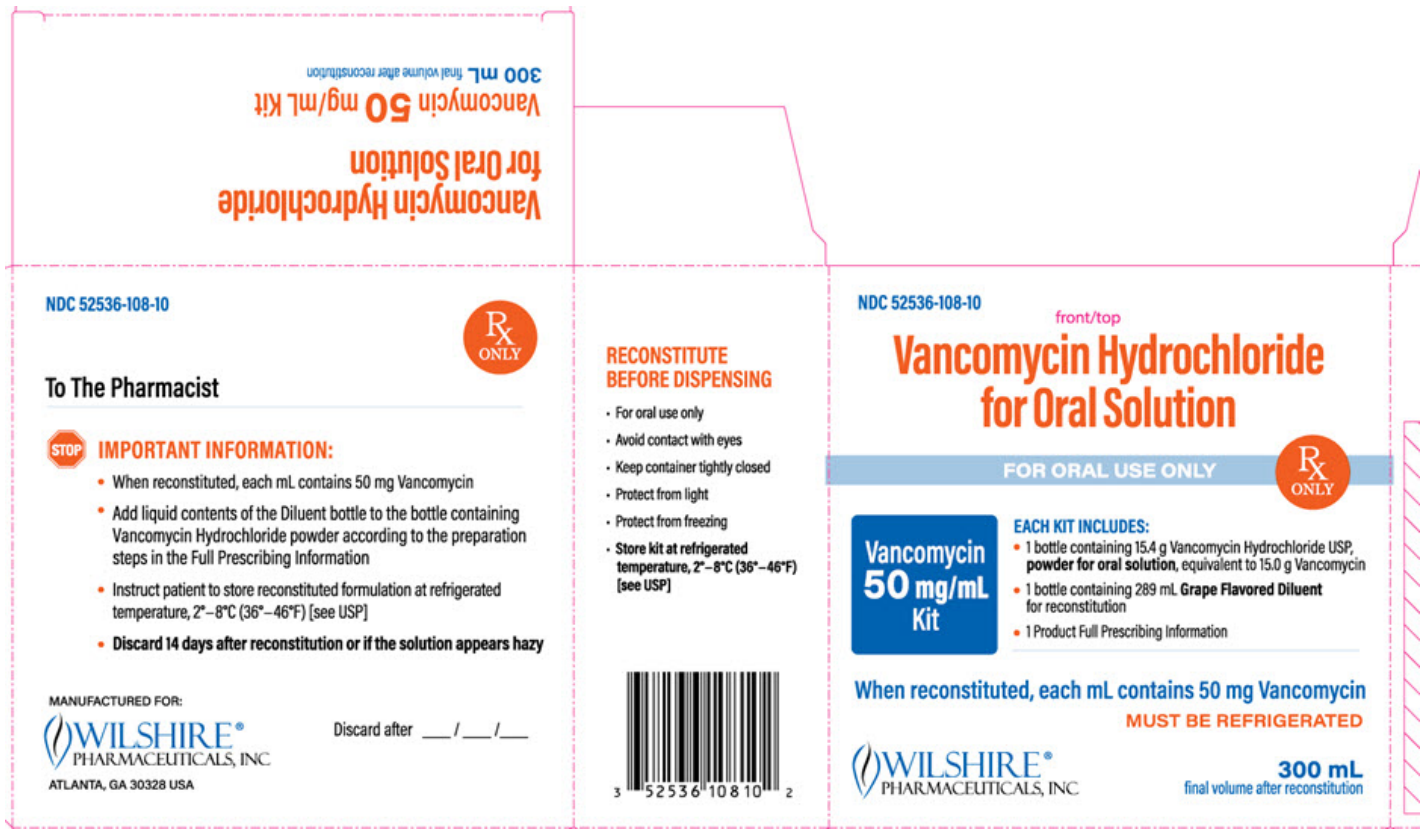 300 mL final volume after reconstitution
Vancomycin 50 mg/mL Kit
Vancomycin Hydrochloride
for Oral Solution
NDC 52536-108-10
Rx
ONLY
To The Pharmacist
STOP
IMPORTANT INFORMATION:
• When reconstituted, each mL contains 50 mg Vancomycin
• Add liquid contents of the Diluent bottle to the bottle containing
Vancomycin Hydrochloride powder according to the preparation
steps in the Full Prescribing Information
• Instruct patient to store reconstituted formulation at refrigerated
temperature, 2°–8°C (36°–46°F) [see USP]
• Discard 14 days after reconstitution or if the solution appears hazy
MANUFACTURED FOR:
WILSHIRE®
PHARMACEUTICALS, INC
ATLANTA, GA 30328 USA
Discard after ___ / ___ /___
RECONSTITUTE
BEFORE DISPENSING
• For oral use only
• Avoid contact with eyes
• Keep container tightly closed
• Protect from light
• Protect from freezing
• Store kit at refrigerated
temperature, 2°–8°C (36°–46°F)
[see USP]
3 52536 10810 2
NDC 52536-108-10
front/top
Vancomycin Hydrochloride
for Oral Solution
FOR ORAL USE ONLY
Rx
ONLY
Vancomycin
50 mg/mL
Kit
EACH KIT INCLUDES:
• 1 bottle containing 15.4 g Vancomycin Hydrochloride USP,
powder for oral solution, equivalent to 15.0 g Vancomycin
• 1 bottle containing 289 mL Grape Flavored Diluent
for reconstitution
• 1 Product Full Prescribing Information
When reconstituted, each mL contains 50 mg Vancomycin
MUST BE REFRIGERATED
WILSHIRE®
PHARMACEUTICALS, INC
300 mL
final volume after reconstitution